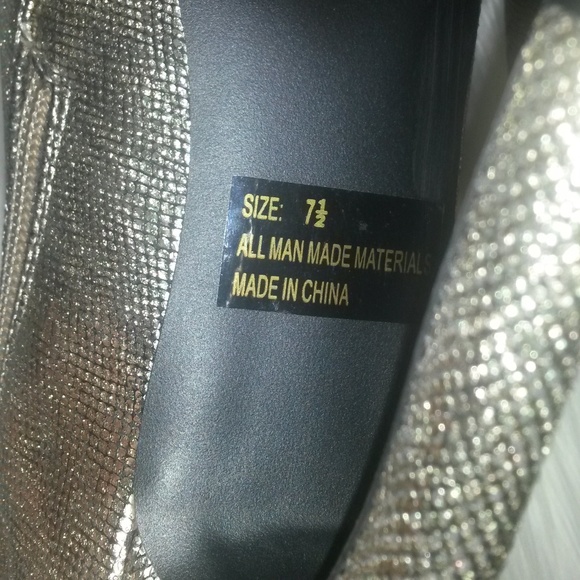 SIZE: 7½
ALL MAN MADE MATERIALS
MADE IN CHINA